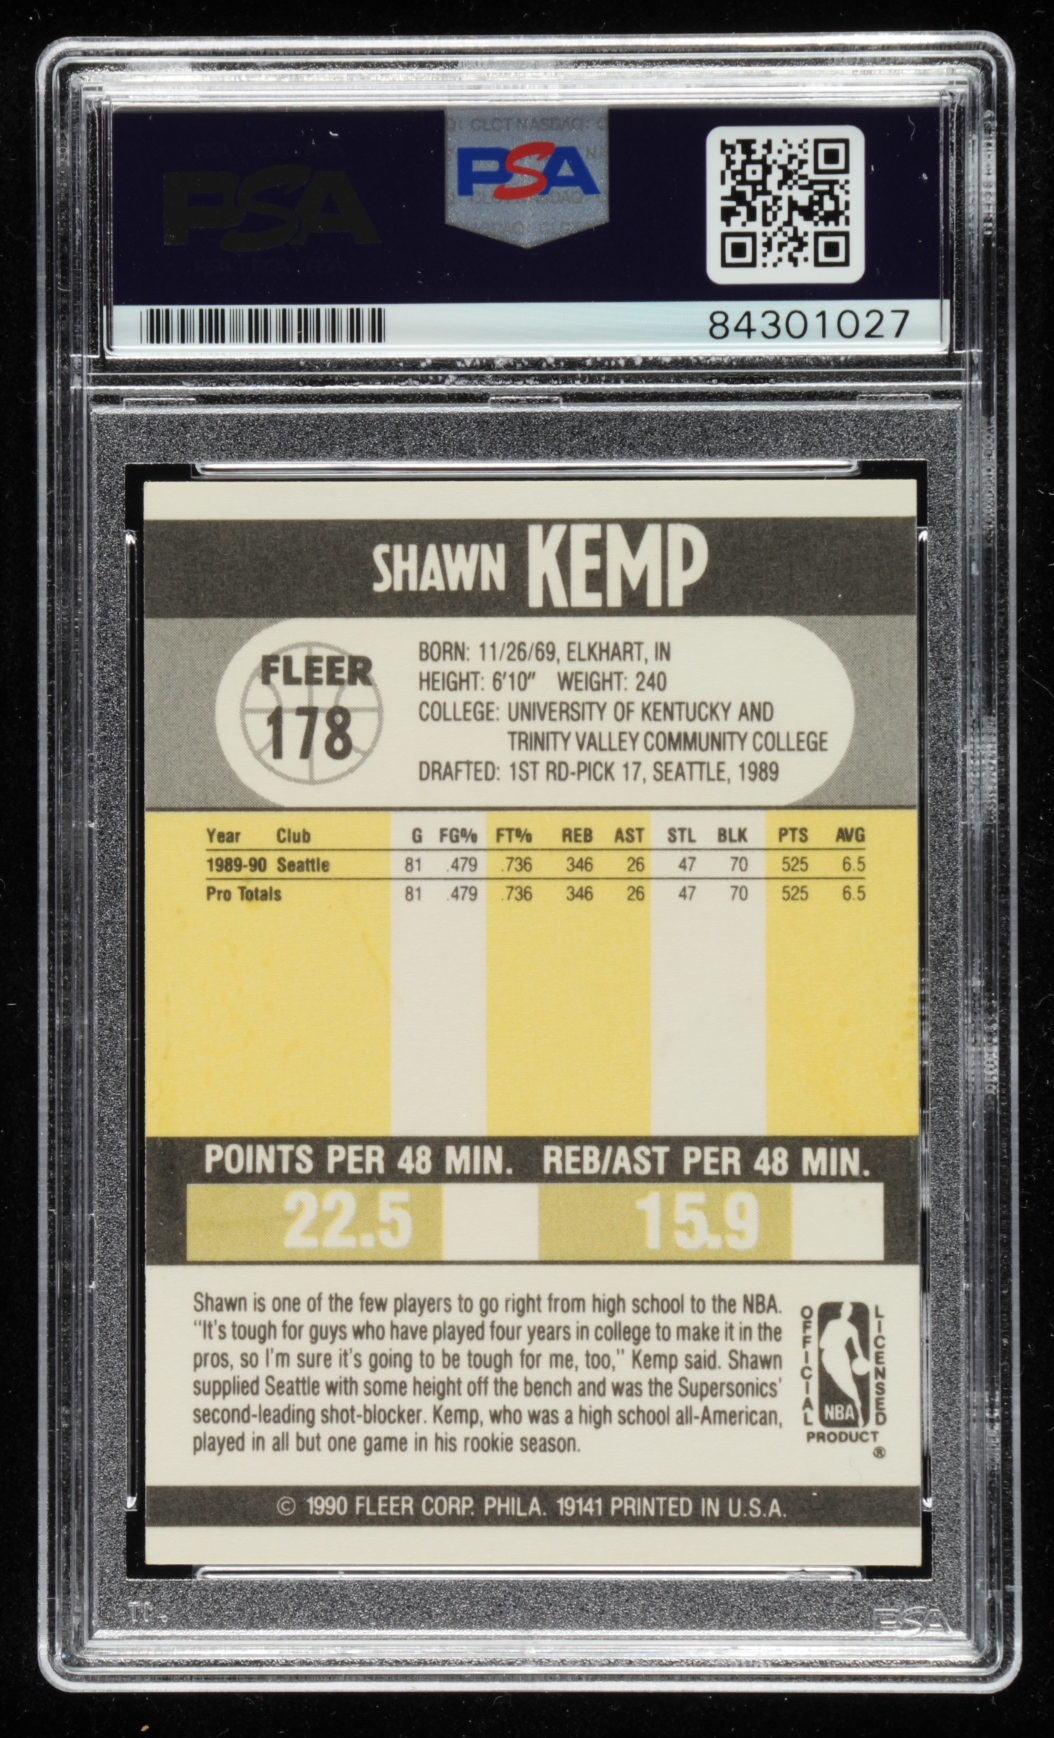 PSA
PSA
84301027
SHAWN KEMP
FLEER
178
BORN: 11/26/69, ELKHART, IN
HEIGHT: 6'10" WEIGHT: 240
COLLEGE: UNIVERSITY OF KENTUCKY AND
TRINITY VALLEY COMMUNITY COLLEGE
DRAFTED: 1ST RD-PICK 17, SEATTLE, 1989
Year Club G FG% FT% REB AST STL BLK PTS AVG
1989-90 Seattle 81 .479 .736 346 26 47 70 525 6.5
Pro Totals 81 .479 .736 346 26 47 70 525 6.5
POINTS PER 48 MIN. REB/AST PER 48 MIN.
22.5 15.9
Shawn is one of the few players to go right from high school to the NBA.
"It's tough for guys who have played four years in college to make it in the
pros, so I'm sure it's going to be tough for me, too," Kemp said. Shawn
supplied Seattle with some height off the bench and was the Supersonics'
second-leading shot-blocker. Kemp, who was a high school all-American,
played in all but one game in his rookie season.
OFFICIAL LICENSED
NBA
PRODUCT
®
© 1990 FLEER CORP. PHILA. 19141 PRINTED IN U.S.A.
PSA